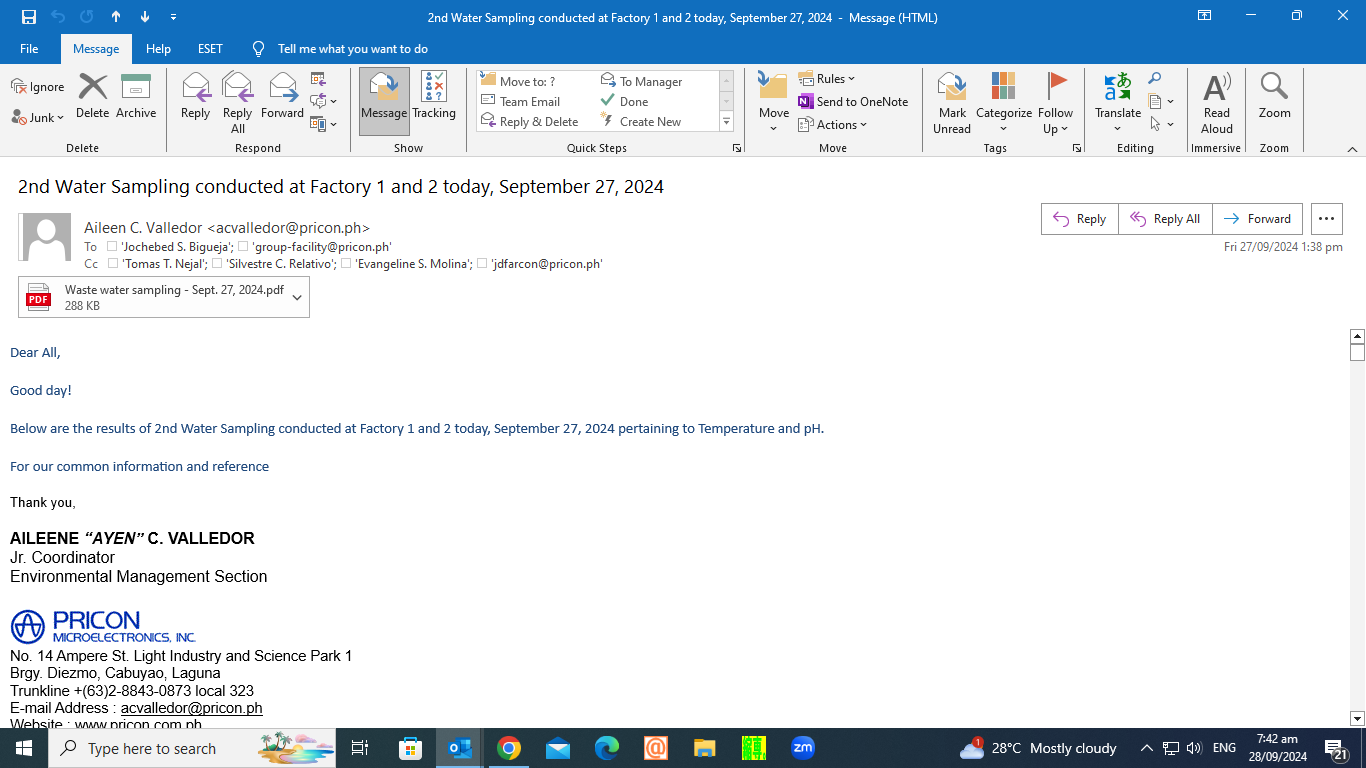 2nd Water Sampling conducted at Factory 1 and 2 today, September 27, 2024 - Message (HTML)
File Message Help ESET Tell me what you want to do
Ignore
Junk
Delete
Archive
Reply
Reply All
Forward
Message
Tracking
Move to: ?
Team Email
Reply & Delete
To Manager
Done
Create New
Move
Rules
Send to OneNote
Actions
Mark Unread
Categorize
Follow Up
Translate
Read Aloud
Zoom
Delete Respond Show Quick Steps Move Tags Editing Immersive Zoom
2nd Water Sampling conducted at Factory 1 and 2 today, September 27, 2024
Reply Reply All Forward
Aileen C. Valledor <acvalledor@pricon.ph>
To 'Jochebed S. Bigueja'; 'group-facility@pricon.ph'
Fri 27/09/2024 1:38 pm
Cc 'Tomas T. Nejal'; 'Silvestre C. Relativo'; 'Evangeline S. Molina'; 'jdfarcon@pricon.ph'
PDF
Waste water sampling - Sept. 27, 2024.pdf
288 KB
Dear All,
Good day!
Below are the results of 2nd Water Sampling conducted at Factory 1 and 2 today, September 27, 2024 pertaining to Temperature and pH.
For our common information and reference
Thank you,
AILEENE “AYEN” C. VALLEDOR
Jr. Coordinator
Environmental Management Section
PRICON
MICROELECTRONICS, INC.
No. 14 Ampere St. Light Industry and Science Park 1
Brgy. Diezmo, Cabuyao, Laguna
Trunkline +(63)2-8843-0873 local 323
E-mail Address : acvalledor@pricon.ph
Website : www.pricon.com.ph
Type here to search
zm
1
28°C Mostly cloudy
ENG
7:42 am
28/09/2024
21